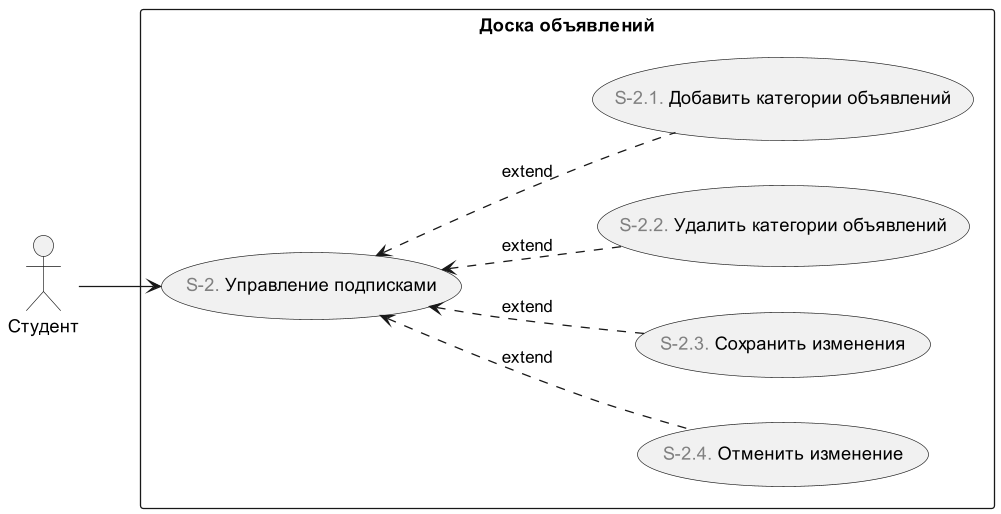 Доска объявлений
S-2.1. Добавить категории объявлений
extend
S-2.2. Удалить категории объявлений
extend
S-2. Управление подписками
extend
S-2.3. Сохранить изменения
Студент
extend
S-2.4. Отменить изменение